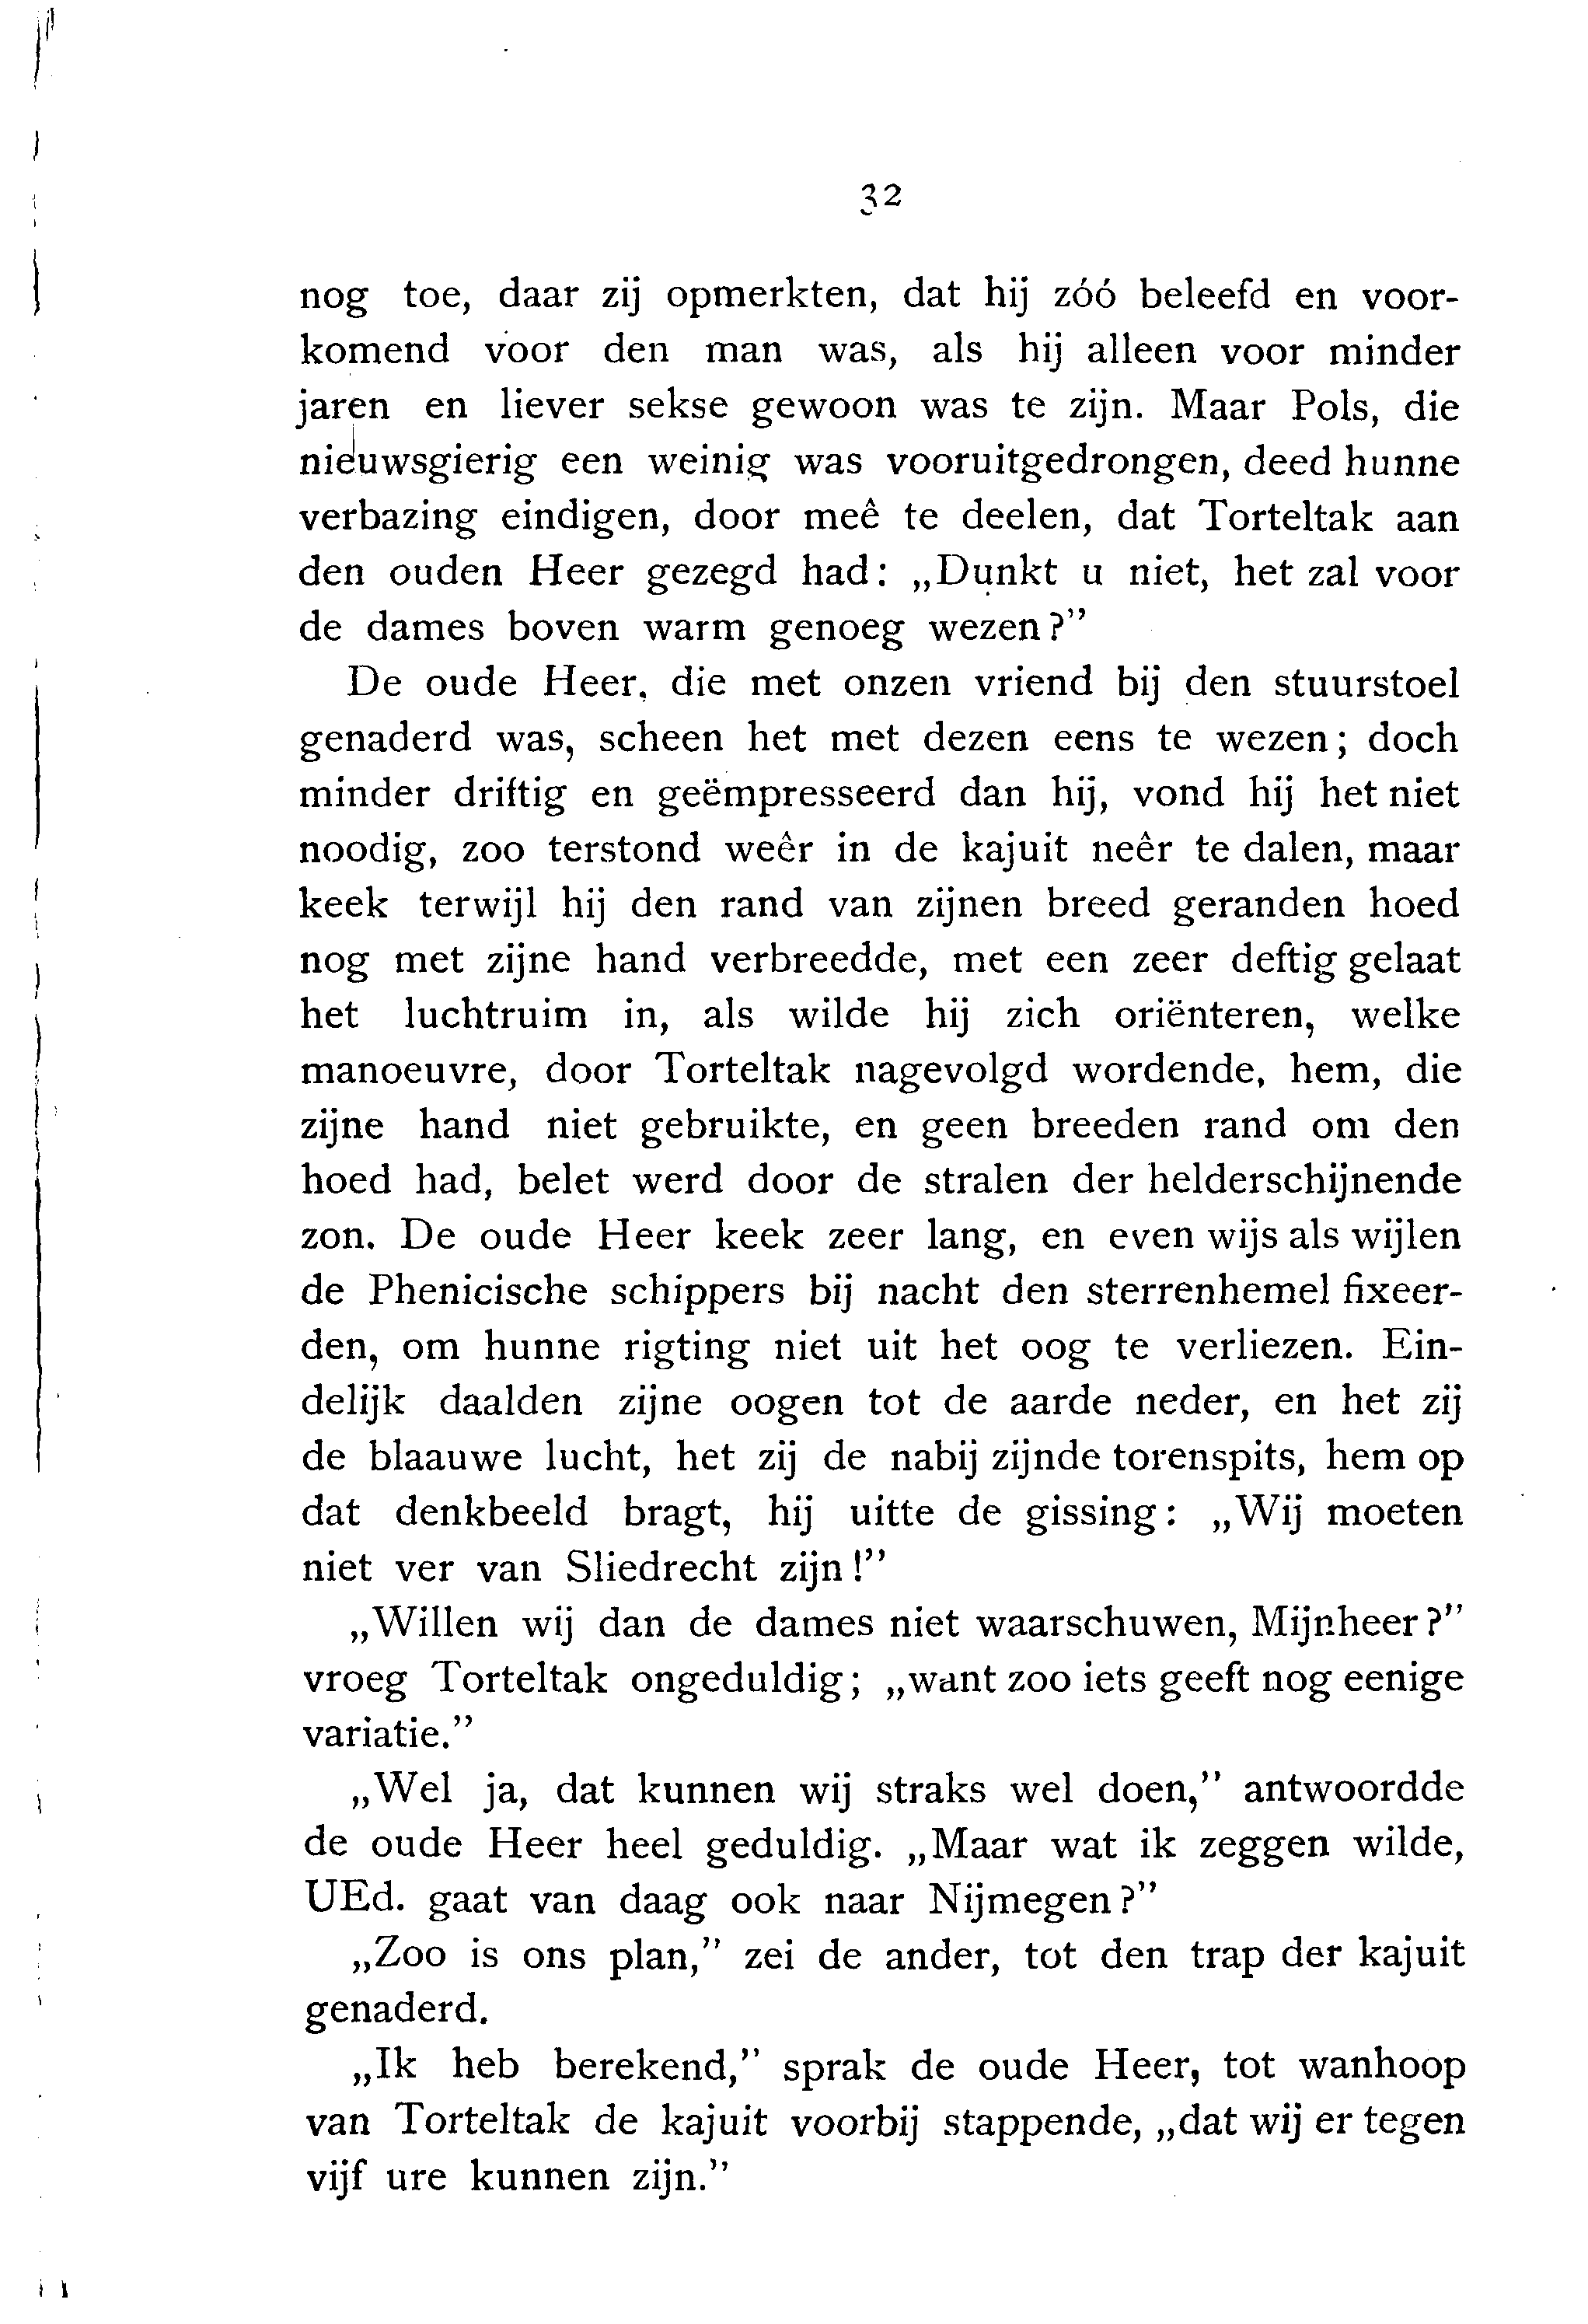 32
nog toe, daar zij opmerkten, dat hij zóó beleefd en voor-
komend voor den man was, als hij alleen voor minder
jaren en liever sekse gewoon was te zijn. Maar Pols, die
nieuwsgierig een weinig was vooruitgedrongen, deed hunne
verbazing eindigen, door meê te deelen, dat Torteltak aan
den ouden Heer gezegd had: „Dunkt u niet, het zal voor
de dames boven warm genoeg wezen?”
De oude Heer, die met onzen vriend bij den stuurstoel
genaderd was, scheen het met dezen eens te wezen; doch
minder driftig en geëmpresseerd dan hij, vond hij het niet
noodig, zoo terstond weêr in de kajuit neêr te dalen, maar
keek terwijl hij den rand van zijnen breed geranden hoed
nog met zijne hand verbreedde, met een zeer deftig gelaat
het luchtruim in, als wilde hij zich oriënteren, welke
manoeuvre, door Torteltak nagevolgd wordende, hem, die
zijne hand niet gebruikte, en geen breeden rand om den
hoed had, belet werd door de stralen der helderschijnende
zon. De oude Heer keek zeer lang, en even wijs als wijlen
de Phenicische schippers bij nacht den sterrenhemel fixeer-
den, om hunne rigting niet uit het oog te verliezen. Ein-
delijk daalden zijne oogen tot de aarde neder, en het zij
de blaauwe lucht, het zij de nabij zijnde torenspits, hem op
dat denkbeeld bragt, hij uitte de gissing: „Wij moeten
niet ver van Sliedrecht zijn!”
„Willen wij dan de dames niet waarschuwen, Mijnheer?”
vroeg Torteltak ongeduldig; „want zoo iets geeft nog eenige
variatie.”
„Wel ja, dat kunnen wij straks wel doen,” antwoordde
de oude Heer heel geduldig. „Maar wat ik zeggen wilde,
UEd. gaat van daag ook naar Nijmegen?”
„Zoo is ons plan,” zei de ander, tot den trap der kajuit
genaderd.
„Ik heb berekend,” sprak de oude Heer, tot wanhoop
van Torteltak de kajuit voorbij stappende, „dat wij er tegen
vijf ure kunnen zijn.”